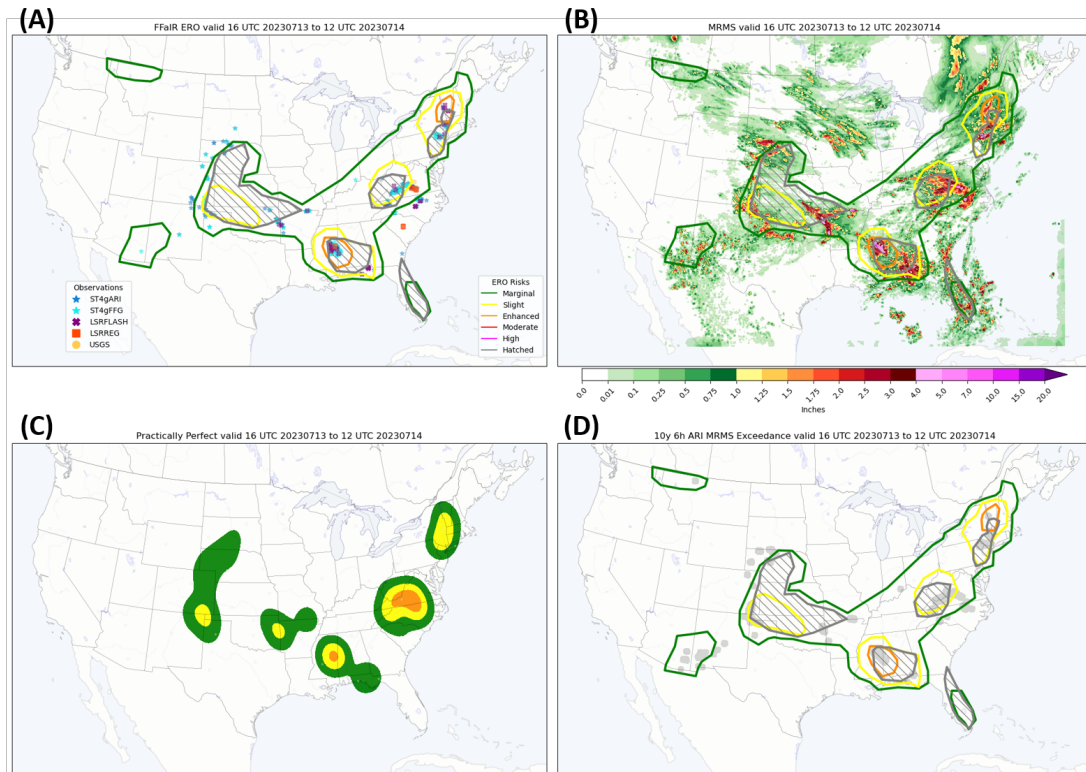 (A)
FFaIR ERO valid 16 UTC 20230713 to 12 UTC 20230714
Observations
ST4gARI
ST4gFFG
LSRFLASH
LSRREG
USGS
ERO Risks
Marginal
Slight
Enhanced
Moderate
High
Hatched
(B)
MRMS valid 16 UTC 20230713 to 12 UTC 20230714
0.0 0.01 0.1 0.25 0.5 0.75 1.0 1.25 1.5 1.75 2.0 2.5 3.0 4.0 5.0 7.0 10.0 15.0 20.0
Inches
(C)
Practically Perfect valid 16 UTC 20230713 to 12 UTC 20230714
(D)
10y 6h ARI MRMS Exceedance valid 16 UTC 20230713 to 12 UTC 20230714